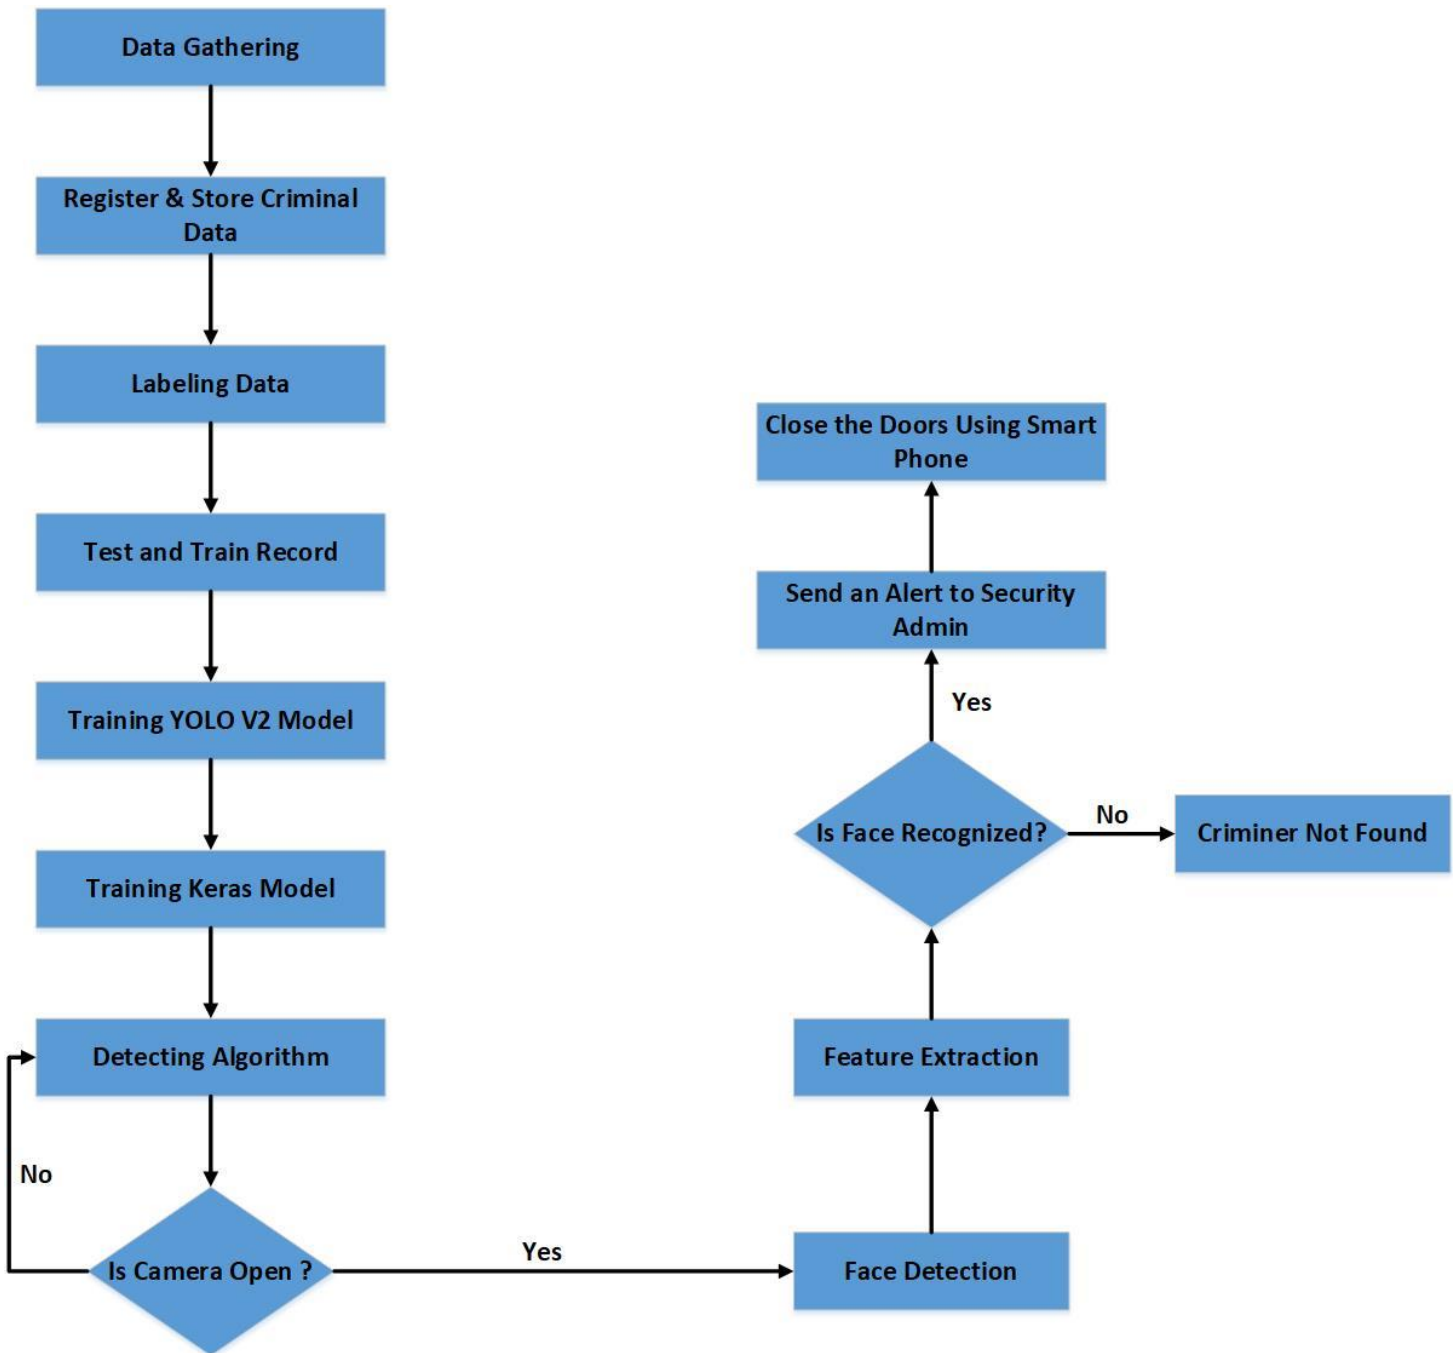 Data Gathering
Register & Store Criminal
Data
Labeling Data
Test and Train Record
Training YOLO V2 Model
Training Keras Model
Detecting Algorithm
No
Is Camera Open ?
Yes
Face Detection
Feature Extraction
Is Face Recognized?
No
Criminer Not Found
Yes
Send an Alert to Security
Admin
Close the Doors Using Smart
Phone